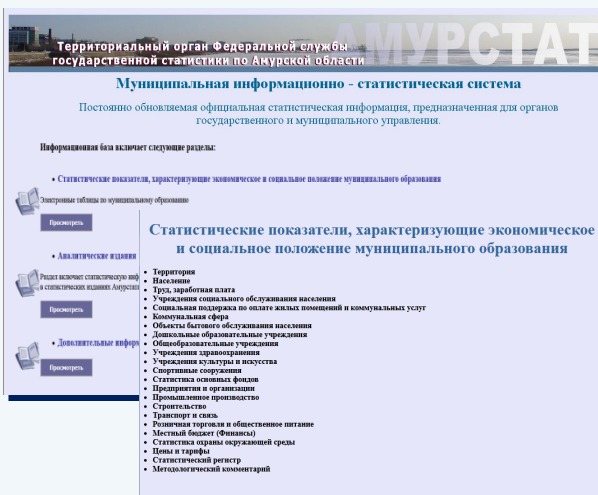 АМУРСТАТ
Территориальный орган Федеральной службы
государственной статистики по Амурской области
Муниципальная информационно - статистическая система
Постоянно обновляемая официальная статистическая информация, предназначенная для органов
государственного и муниципального управления.
Информационная база включает следующие разделы:
• Статистические показатели, характеризующие экономическое и социальное положение муниципального образования
Электронные таблицы по муниципальному образованию
Просмотреть
• Аналитические издания
Раздел включает статистическую инф
в статистических изданиях Амурстат
Просмотреть
• Дополнительные информ
Просмотреть
Статистические показатели, характеризующие экономическое
и социальное положение муниципального образования
• Территория
• Население
• Труд, заработная плата
• Учреждения социального обслуживания населения
• Социальная поддержка по оплате жилых помещений и коммунальных услуг
• Коммунальная сфера
• Объекты бытового обслуживания населения
• Дошкольные образовательные учреждения
• Общеобразовательные учреждения
• Учреждения здравоохранения
• Учреждения культуры и искусства
• Спортивные сооружения
• Статистика основных фондов
• Предприятия и организации
• Промышленное производство
• Строительство
• Транспорт и связь
• Розничная торговля и общественное питание
• Местный бюджет (Финансы)
• Статистика охраны окружающей среды
• Цены и тарифы
• Статистический регистр
• Методологический комментарий